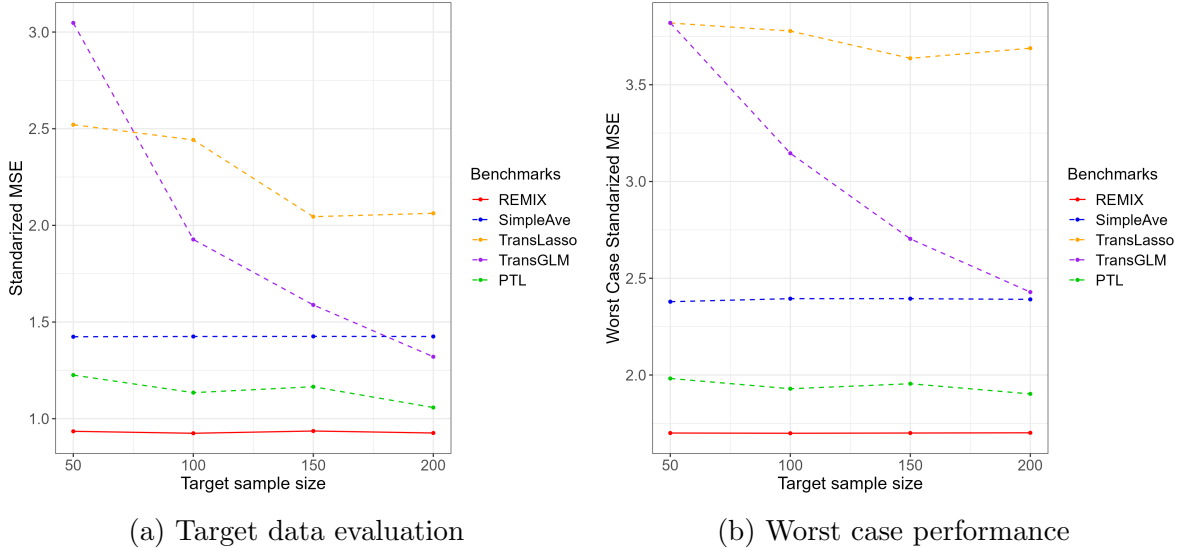 Standarized MSE
3.0
2.5
2.0
1.5
1.0
50 100 150 200
Target sample size
Benchmarks
REMIX
SimpleAve
TransLasso
TransGLM
PTL
(a) Target data evaluation
Worst Case Standarized MSE
3.5
3.0
2.5
2.0
50 100 150 200
Target sample size
Benchmarks
REMIX
SimpleAve
TransLasso
TransGLM
PTL
(b) Worst case performance